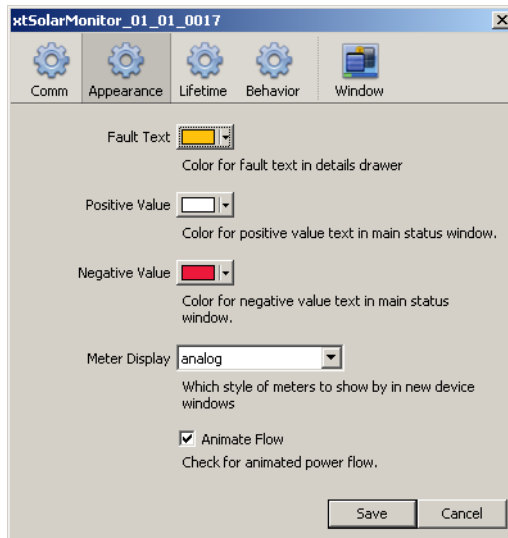 xtSolarMonitor_01_01_0017
Comm Appearance Lifetime Behavior Window
Fault Text
Color for fault text in details drawer
Positive Value
Color for positive value text in main status window.
Negative Value
Color for negative value text in main status
window.
Meter Display analog
Which style of meters to show by in new device
windows
Animate Flow
Check for animated power flow.
Save Cancel